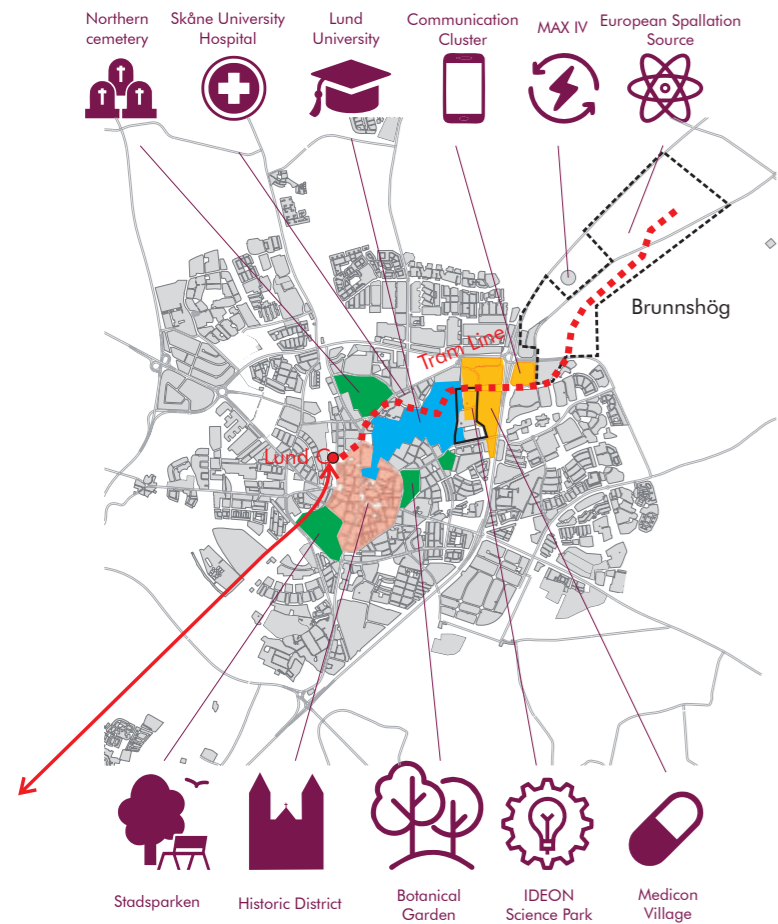 Northern
cemetery
Skåne University
Hospital
Lund
University
Communication
Cluster
MAX IV
European Spallation
Source
Brunnshög
Tram Line
Lund C
Stadsparken
Historic District
Botanical
Garden
IDEON
Science Park
Medicon
Village